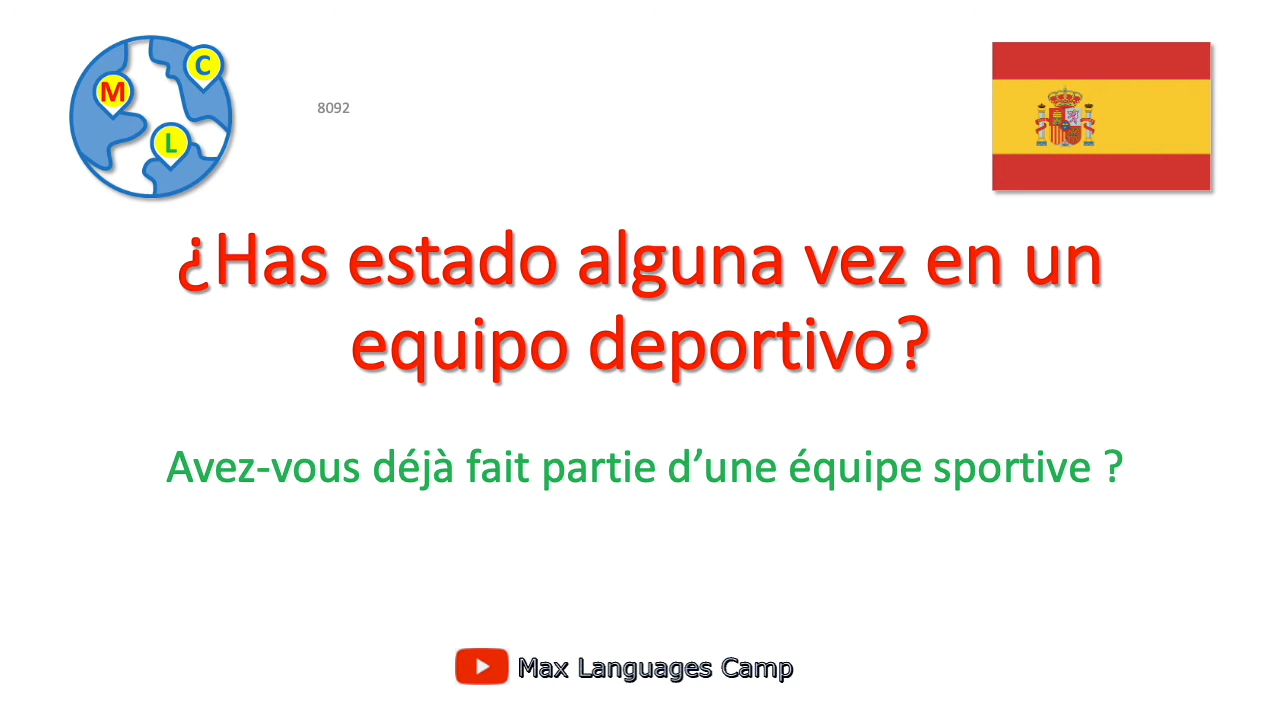 C
M
L
8092
¿Has estado alguna vez en un
equipo deportivo?
Avez-vous déjà fait partie d’une équipe sportive ?
Max Languages Camp